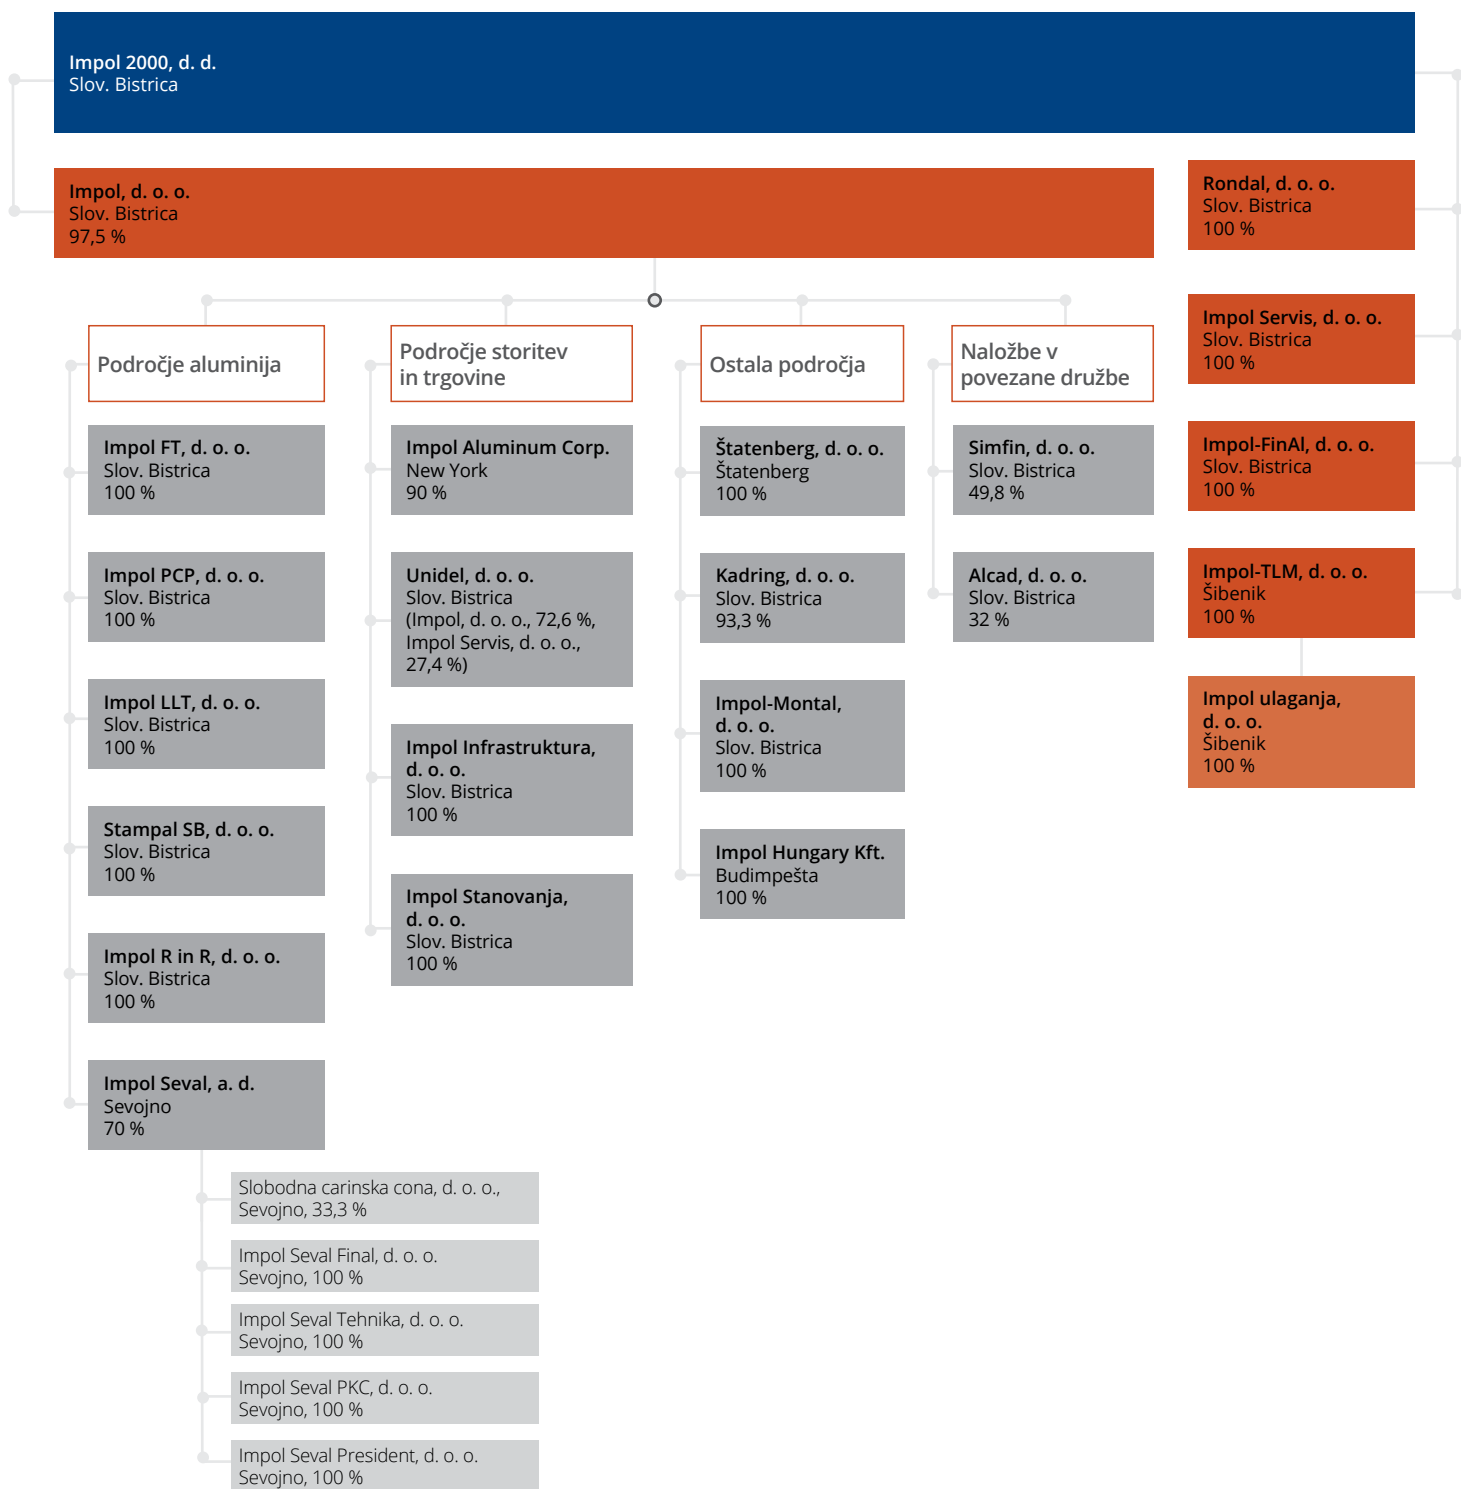 Impol 2000, d. d.
Slov. Bistrica
Impol, d. o. o.
Slov. Bistrica
97,5 %
Področje aluminija
Impol FT, d. o. o.
Slov. Bistrica
100 %
Impol PCP, d. o. o.
Slov. Bistrica
100 %
Impol LLT, d. o. o.
Slov. Bistrica
100 %
Stampal SB, d. o. o.
Slov. Bistrica
100 %
Impol R in R, d. o. o.
Slov. Bistrica
100 %
Impol Seval, a. d.
Sevojno
70 %
Slobodna carinska cona, d. o. o.,
Sevojno, 33,3 %
Impol Seval Final, d. o. o.
Sevojno, 100 %
Impol Seval Tehnika, d. o. o.
Sevojno, 100 %
Impol Seval PKC, d. o. o.
Sevojno, 100 %
Impol Seval President, d. o. o.
Sevojno, 100 %
Področje storitev
in trgovine
Impol Aluminum Corp.
New York
90 %
Unidel, d. o. o.
Slov. Bistrica
(Impol, d. o. o., 72,6 %,
Impol Servis, d. o. o.,
27,4 %)
Impol Infrastruktura,
d. o. o.
Slov. Bistrica
100 %
Impol Stanovanja,
d. o. o.
Slov. Bistrica
100 %
Ostala področja
Štatenberg, d. o. o.
Štatenberg
100 %
Kadring, d. o. o.
Slov. Bistrica
93,3 %
Impol-Montal,
d. o. o.
Slov. Bistrica
100 %
Impol Hungary Kft.
Budimpešta
100 %
Naložbe v
povezane družbe
Simfin, d. o. o.
Slov. Bistrica
49,8 %
Alcad, d. o. o.
Slov. Bistrica
32 %
Rondal, d. o. o.
Slov. Bistrica
100 %
Impol Servis, d. o. o.
Slov. Bistrica
100 %
Impol-FinAl, d. o. o.
Slov. Bistrica
100 %
Impol-TLM, d. o. o.
Šibenik
100 %
Impol ulaganja,
d. o. o.
Šibenik
100 %